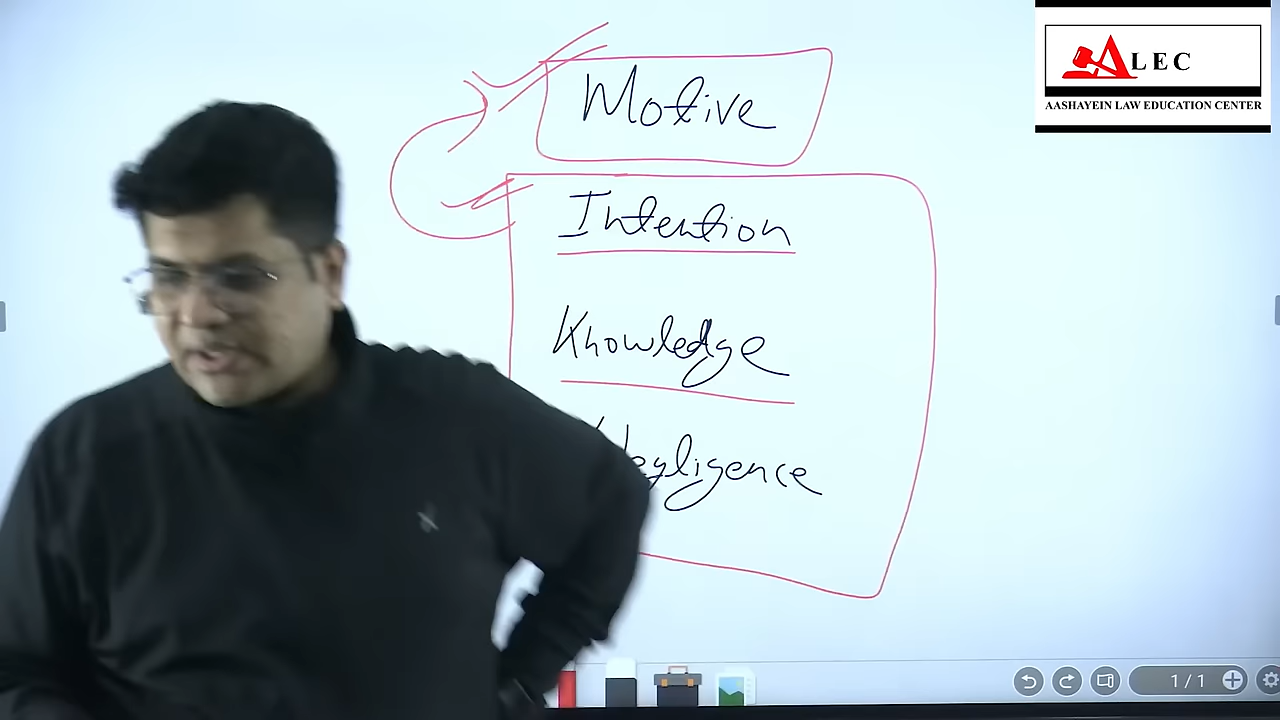 ALEC
AASHAYEIN LAW EDUCATION CENTER
Motive
Intention
Knowledge
Negligence
1/1